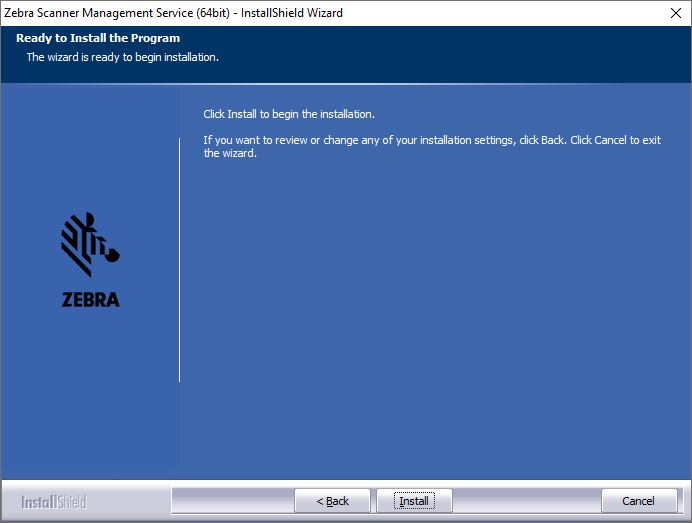 Zebra Scanner Management Service (64bit) - InstallShield Wizard
Ready to Install the Program
The wizard is ready to begin installation.
Click Install to begin the installation.
If you want to review or change any of your installation settings, click Back. Click Cancel to exit
the wizard.
ZEBRA
InstallShield
< Back
Install
Cancel